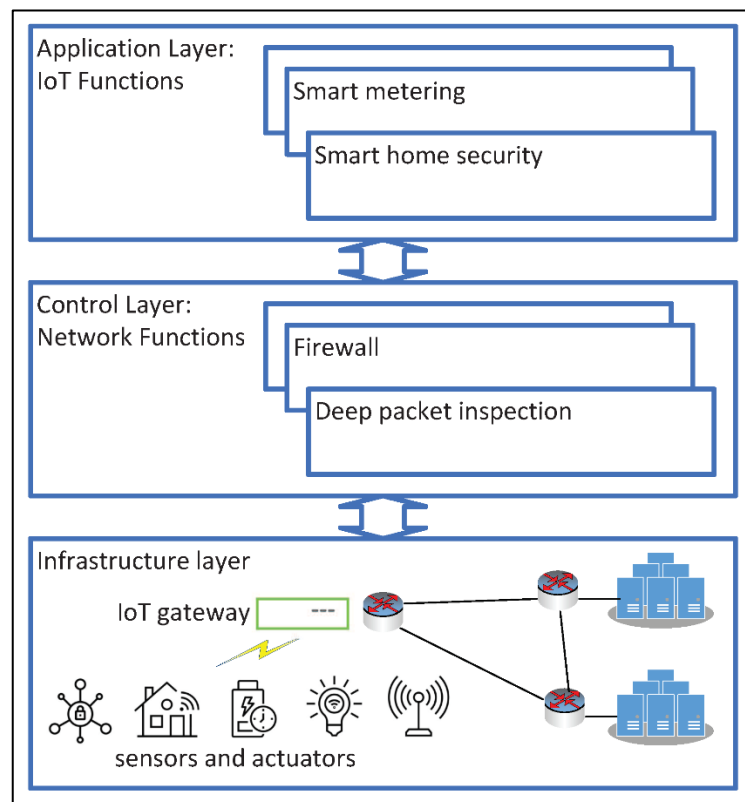 Application Layer:
IoT Functions
Smart metering
Smart home security
Control Layer:
Network Functions
Firewall
Deep packet inspection
Infrastructure layer
IoT gateway
---
sensors and actuators